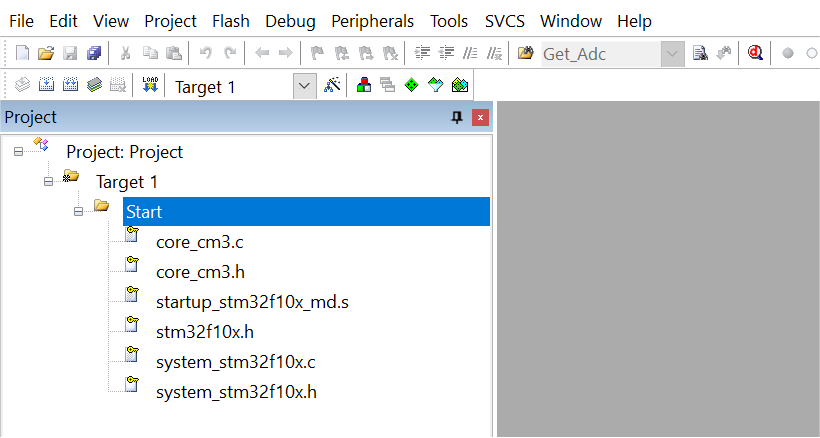 File Edit View Project Flash Debug Peripherals Tools SVCS Window Help
Get_Adc
LOAD Target 1
Project
Project: Project
Target 1
Start
core_cm3.c
core_cm3.h
startup_stm32f10x_md.s
stm32f10x.h
system_stm32f10x.c
system_stm32f10x.h